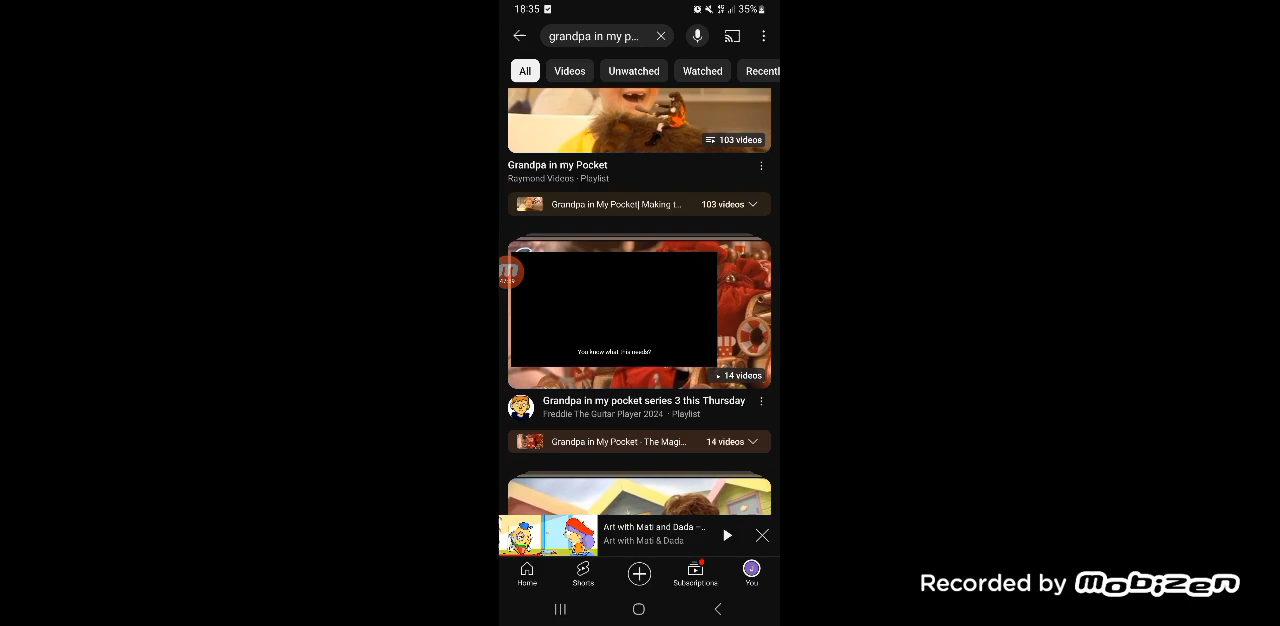 18:35
35%
grandpa in my p...
All
Videos
Unwatched
Watched
Recentl
103 videos
Grandpa in my Pocket
Raymond Videos · Playlist
Grandpa in My Pocket| Making t...
103 videos
You know what this needs?
14 videos
Grandpa in my pocket series 3 this Thursday
Freddie The Guitar Player 2024 · Playlist
Grandpa in My Pocket - The Magi...
14 videos
Art with Mati and Dada –...
Art with Mati & Dada
Home
Shorts
Subscriptions
You
Recorded by mobizen